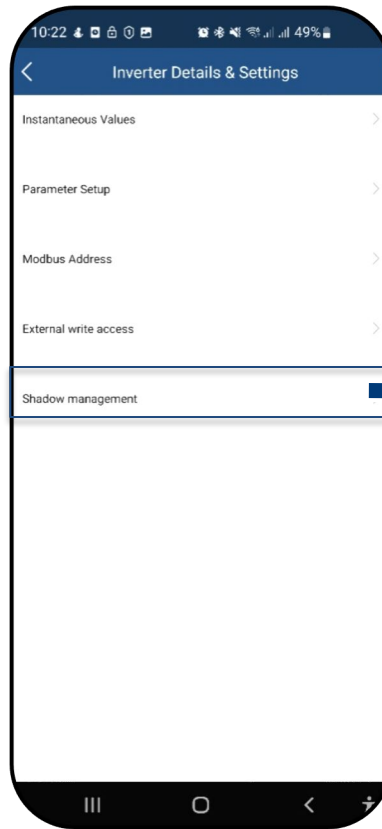 10:22 49%
Inverter Details & Settings
Instantaneous Values
Parameter Setup
Modbus Address
External write access
Shadow management